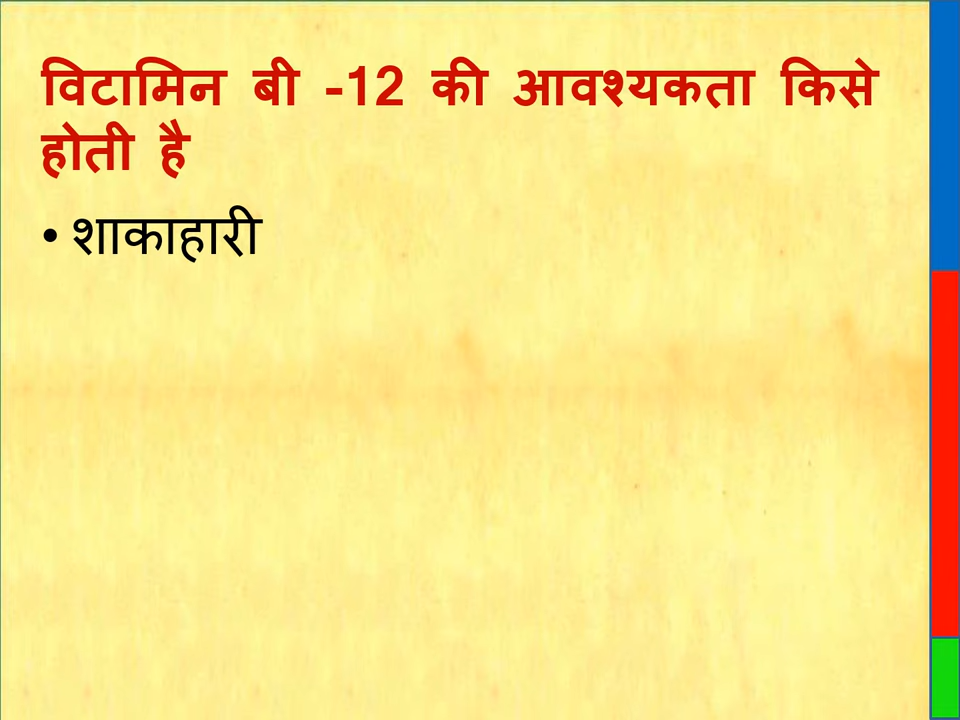 विटामिन बी -12 की आवश्यकता किसे
होती है
• शाकाहारी